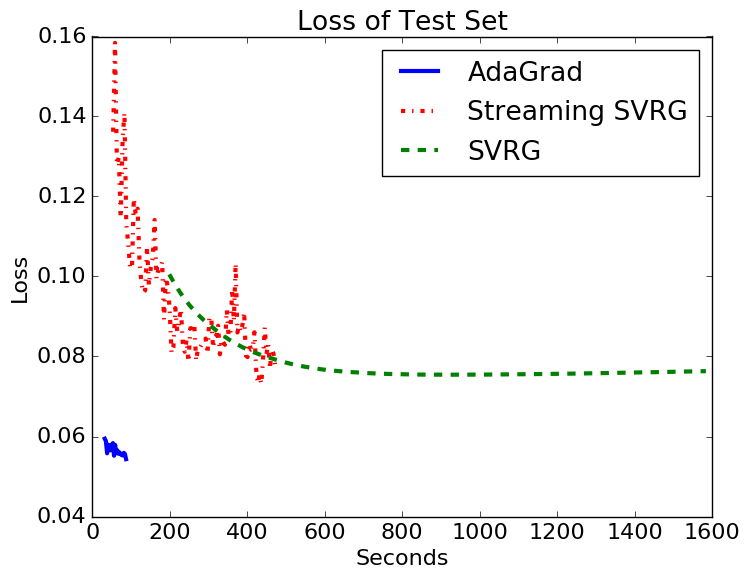 Loss of Test Set
AdaGrad
Streaming SVRG
SVRG
Loss
0.16
0.14
0.12
0.10
0.08
0.06
0.04
0 200 400 600 800 1000 1200 1400 1600
Seconds